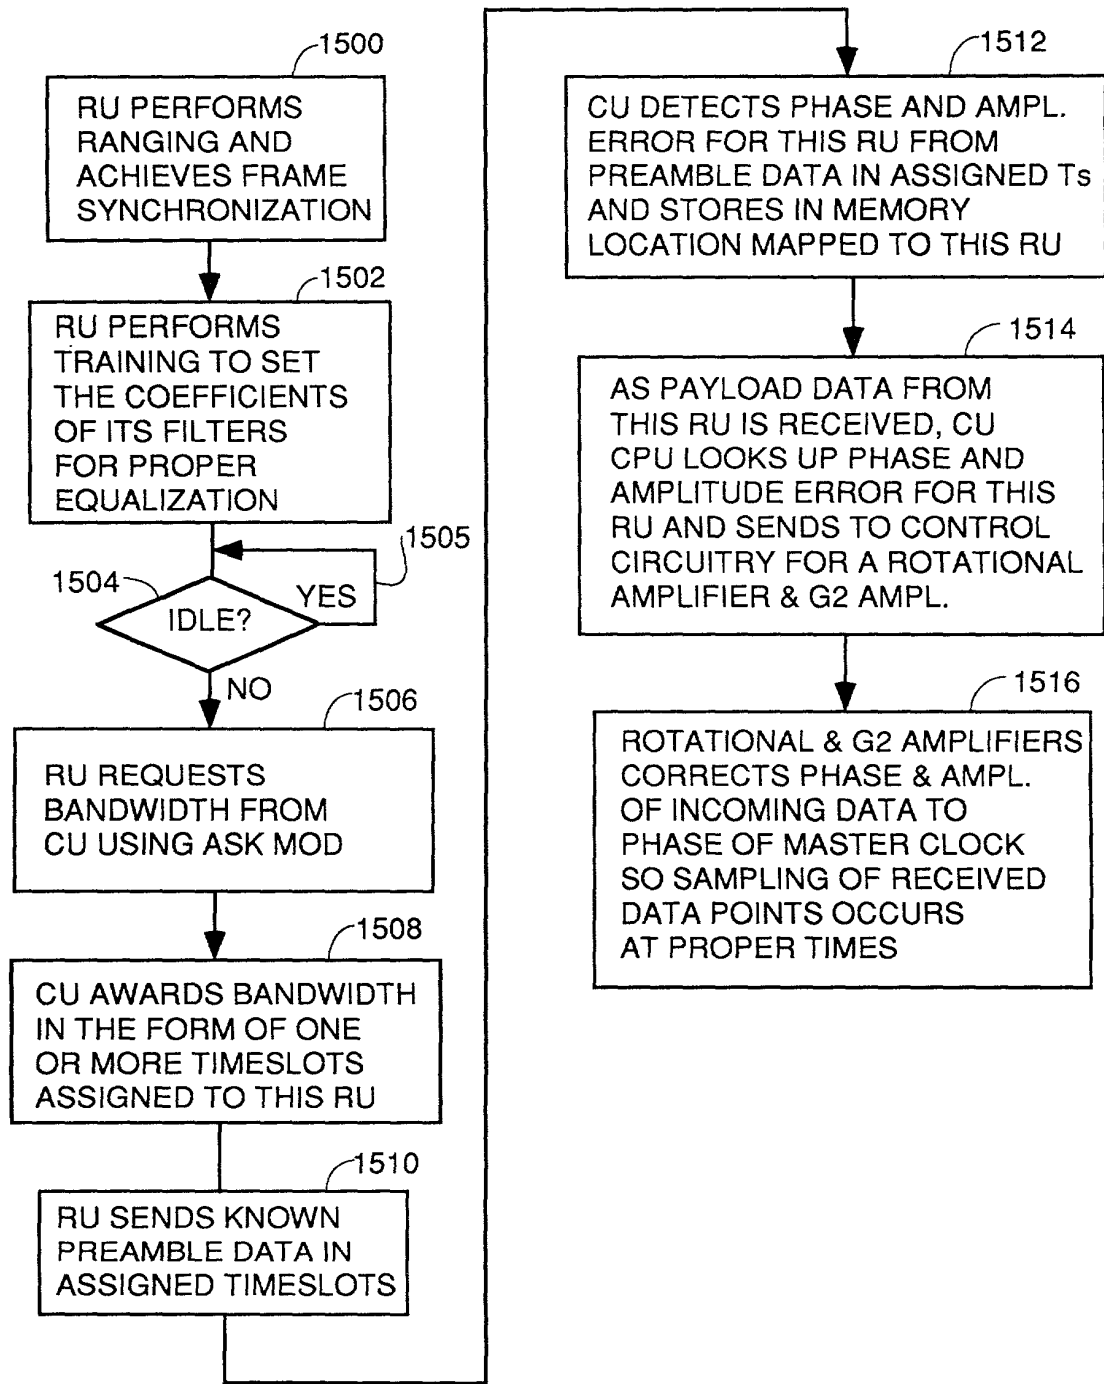 1500
RU PERFORMS
RANGING AND
ACHIEVES FRAME
SYNCHRONIZATION
1502
RU PERFORMS
TRAINING TO SET
THE COEFFICIENTS
OF ITS FILTERS
FOR PROPER
EQUALIZATION
1505
1504
YES
IDLE?
NO
1506
RU REQUESTS
BANDWIDTH FROM
CU USING ASK MOD
1508
CU AWARDS BANDWIDTH
IN THE FORM OF ONE
OR MORE TIMESLOTS
ASSIGNED TO THIS RU
1510
RU SENDS KNOWN
PREAMBLE DATA IN
ASSIGNED TIMESLOTS
1512
CU DETECTS PHASE AND AMPL.
ERROR FOR THIS RU FROM
PREAMBLE DATA IN ASSIGNED Ts
AND STORES IN MEMORY
LOCATION MAPPED TO THIS RU
1514
AS PAYLOAD DATA FROM
THIS RU IS RECEIVED, CU
CPU LOOKS UP PHASE AND
AMPLITUDE ERROR FOR THIS
RU AND SENDS TO CONTROL
CIRCUITRY FOR A ROTATIONAL
AMPLIFIER & G2 AMPL.
1516
ROTATIONAL & G2 AMPLIFIERS
CORRECTS PHASE & AMPL.
OF INCOMING DATA TO
PHASE OF MASTER CLOCK
SO SAMPLING OF RECEIVED
DATA POINTS OCCURS
AT PROPER TIMES